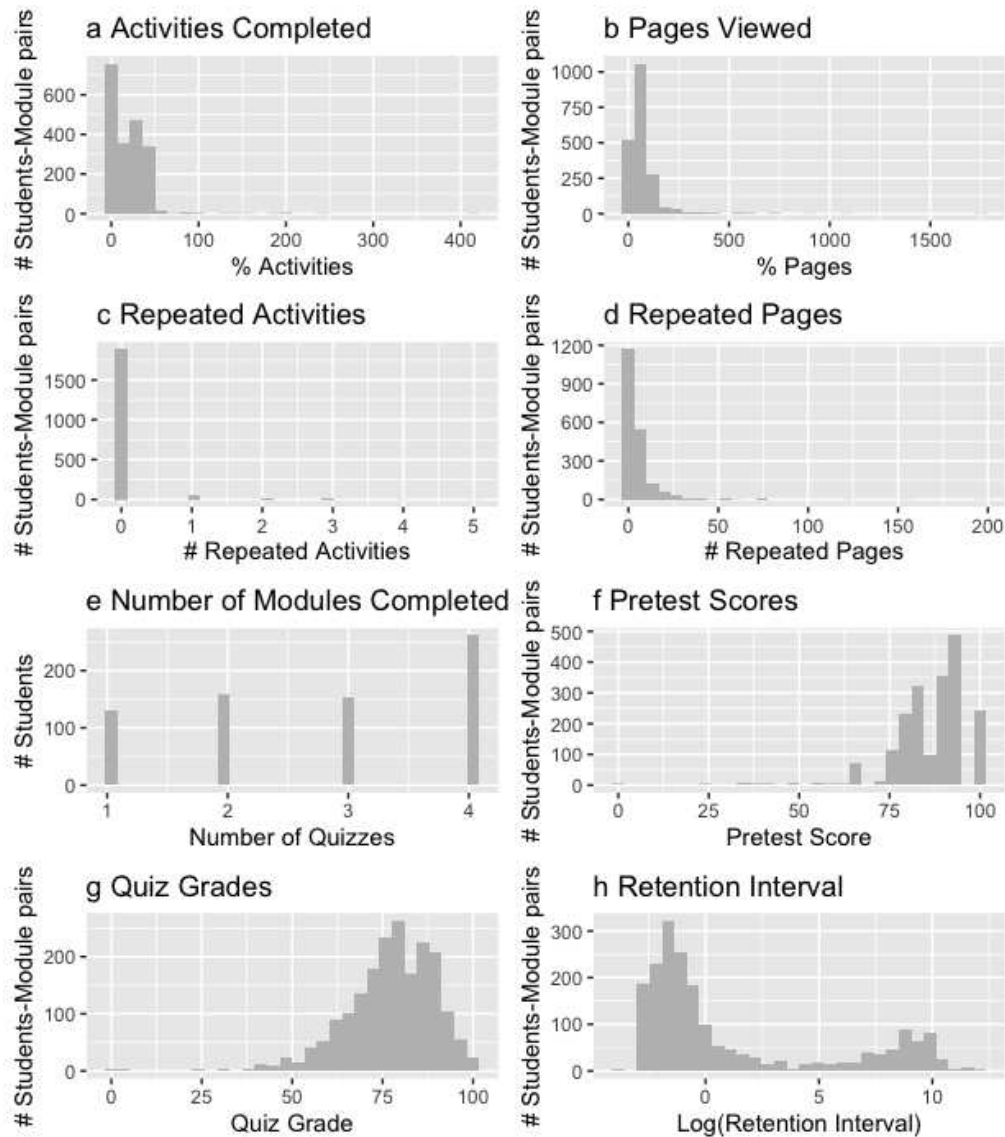 a Activities Completed
# Students-Module pairs
600
400
200
0
0 100 200 300 400
% Activities
b Pages Viewed
# Students-Module pairs
1000
750
500
250
0
0 500 1000 1500
% Pages
c Repeated Activities
# Students-Module pairs
1500
1000
500
0
0 1 2 3 4 5
# Repeated Activities
d Repeated Pages
# Students-Module pairs
1200
900
600
300
0
0 50 100 150 200
# Repeated Pages
e Number of Modules Completed
# Students
200
100
0
1 2 3 4
Number of Quizzes
f Pretest Scores
# Students-Module pairs
500
400
300
200
100
0
0 25 50 75 100
Pretest Score
g Quiz Grades
# Students-Module pairs
200
100
0
0 25 50 75 100
Quiz Grade
h Retention Interval
# Students-Module pairs
300
200
100
0
0 5 10
Log(Retention Interval)